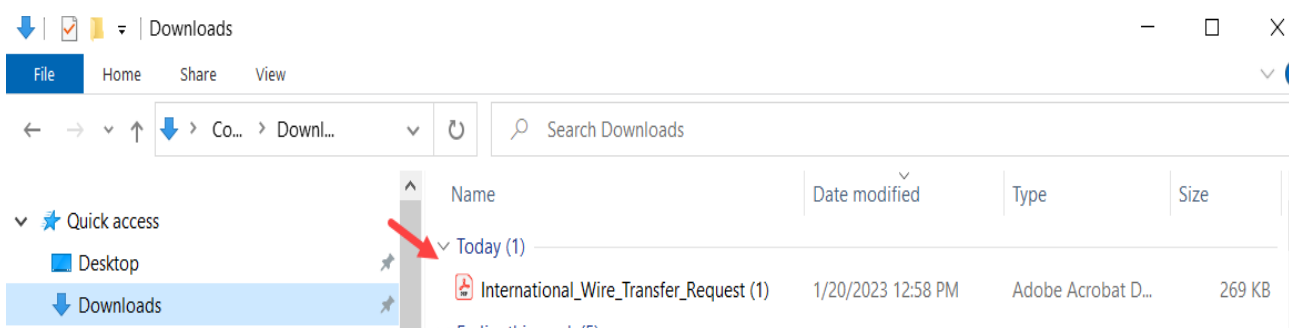 Downloads
File Home Share View
Co... Downl... Search Downloads
Name Date modified Type Size
Quick access
Today (1)
Desktop
International_Wire_Transfer_Request (1) 1/20/2023 12:58 PM Adobe Acrobat D... 269 KB
Downloads